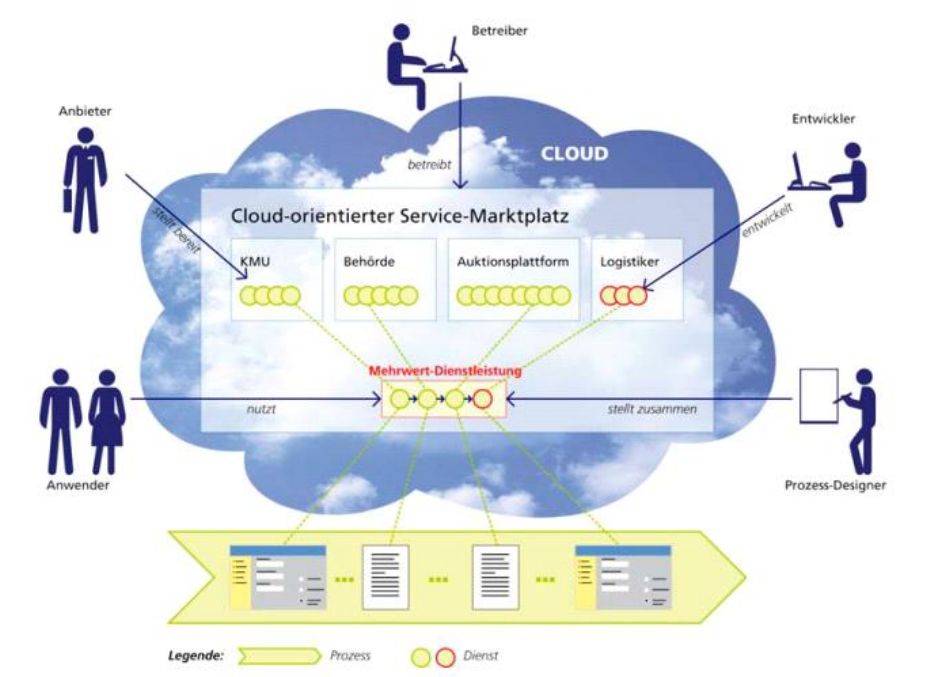 Betreiber
Anbieter
Entwickler
CLOUD
betreibt
stellt bereit
entwickelt
Cloud-orientierter Service-Marktplatz
KMU
Behörde
Auktionsplattform
Logistiker
Mehrwert-Dienstleistung
nutzt
stellt zusammen
Anwender
Prozess-Designer
Legende:
Prozess
Dienst